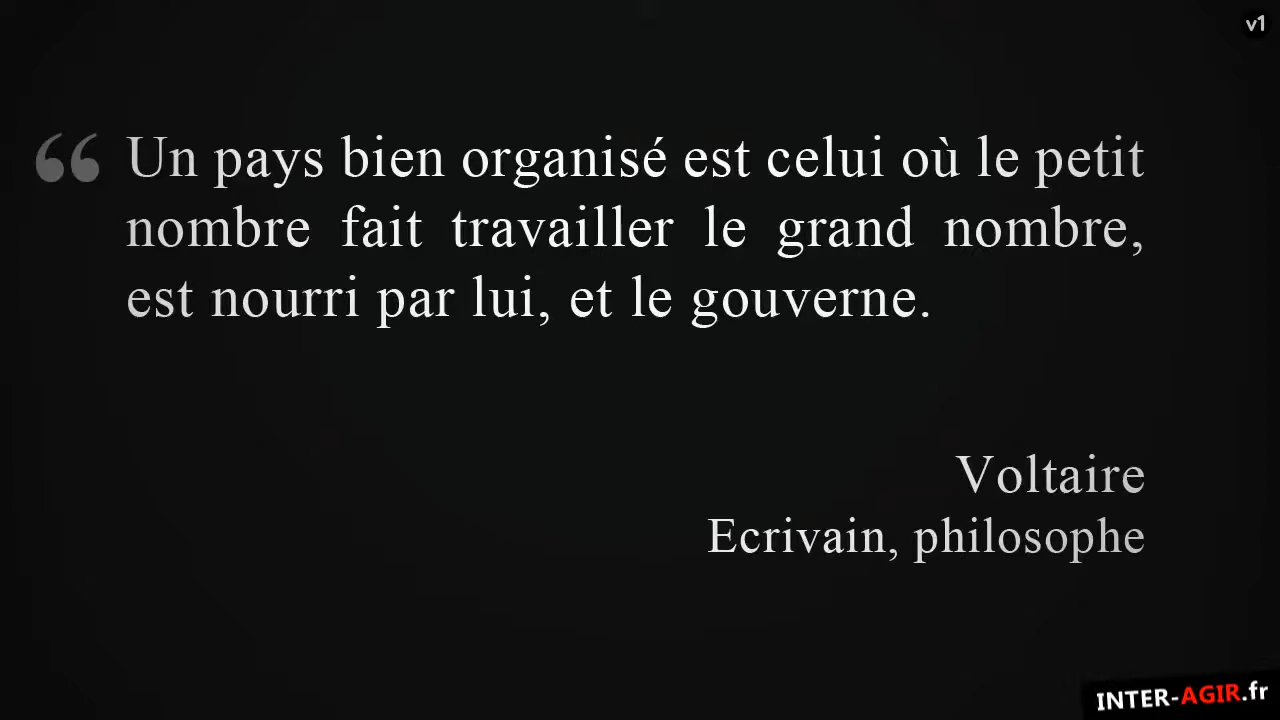 v1
“ Un pays bien organisé est celui où le petit
nombre fait travailler le grand nombre,
est nourri par lui, et le gouverne.
Voltaire
Ecrivain, philosophe
INTER-AGIR.fr